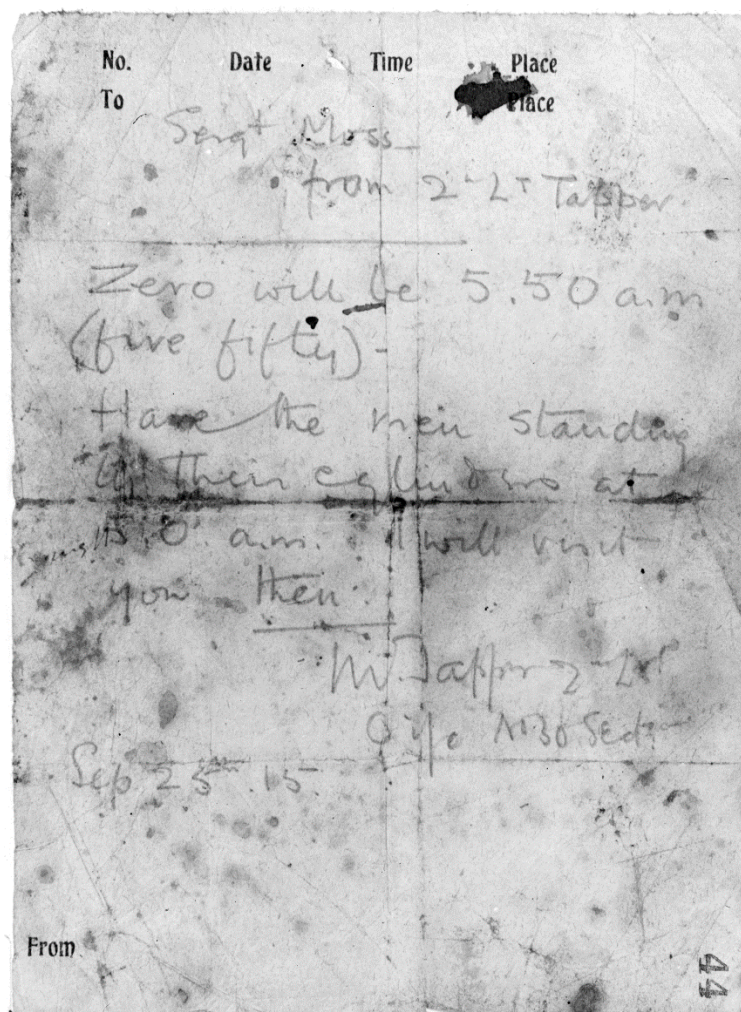 No. Date Time Place
To Place
Sergt Moss
from 2-Lt Tapper
Zero will be 5.50 a.m
(five fifty)-
Have the men standing
by their cylinders at
5.0 a.m. I will visit
you then.
Tapper 2-Lt
O i/c No 30 Sectn
Sep 25th .15.
From
44